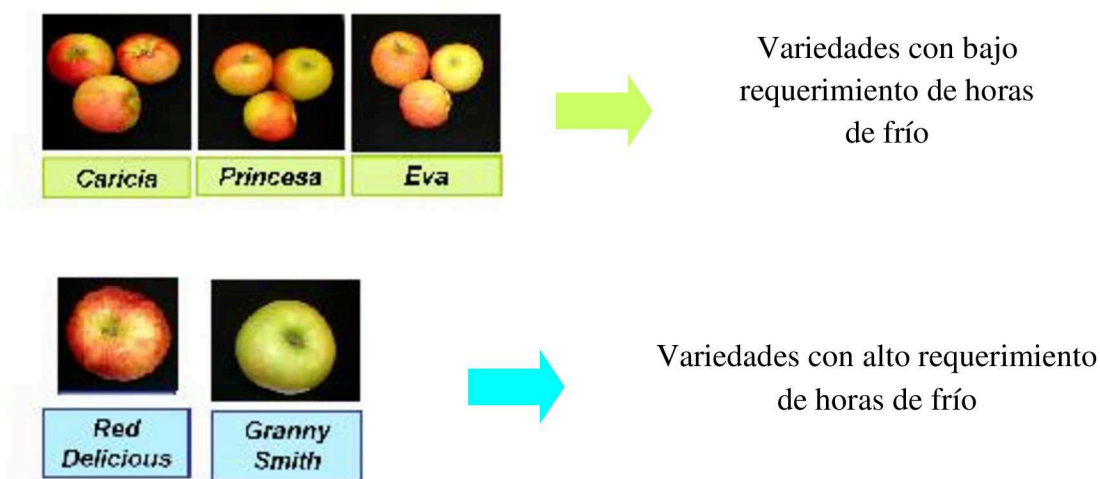 Variedades con bajo
requerimiento de horas
de frío
Caricia
Princesa
Eva
Variedades con alto requerimiento
de horas de frío
Red
Delicious
Granny
Smith